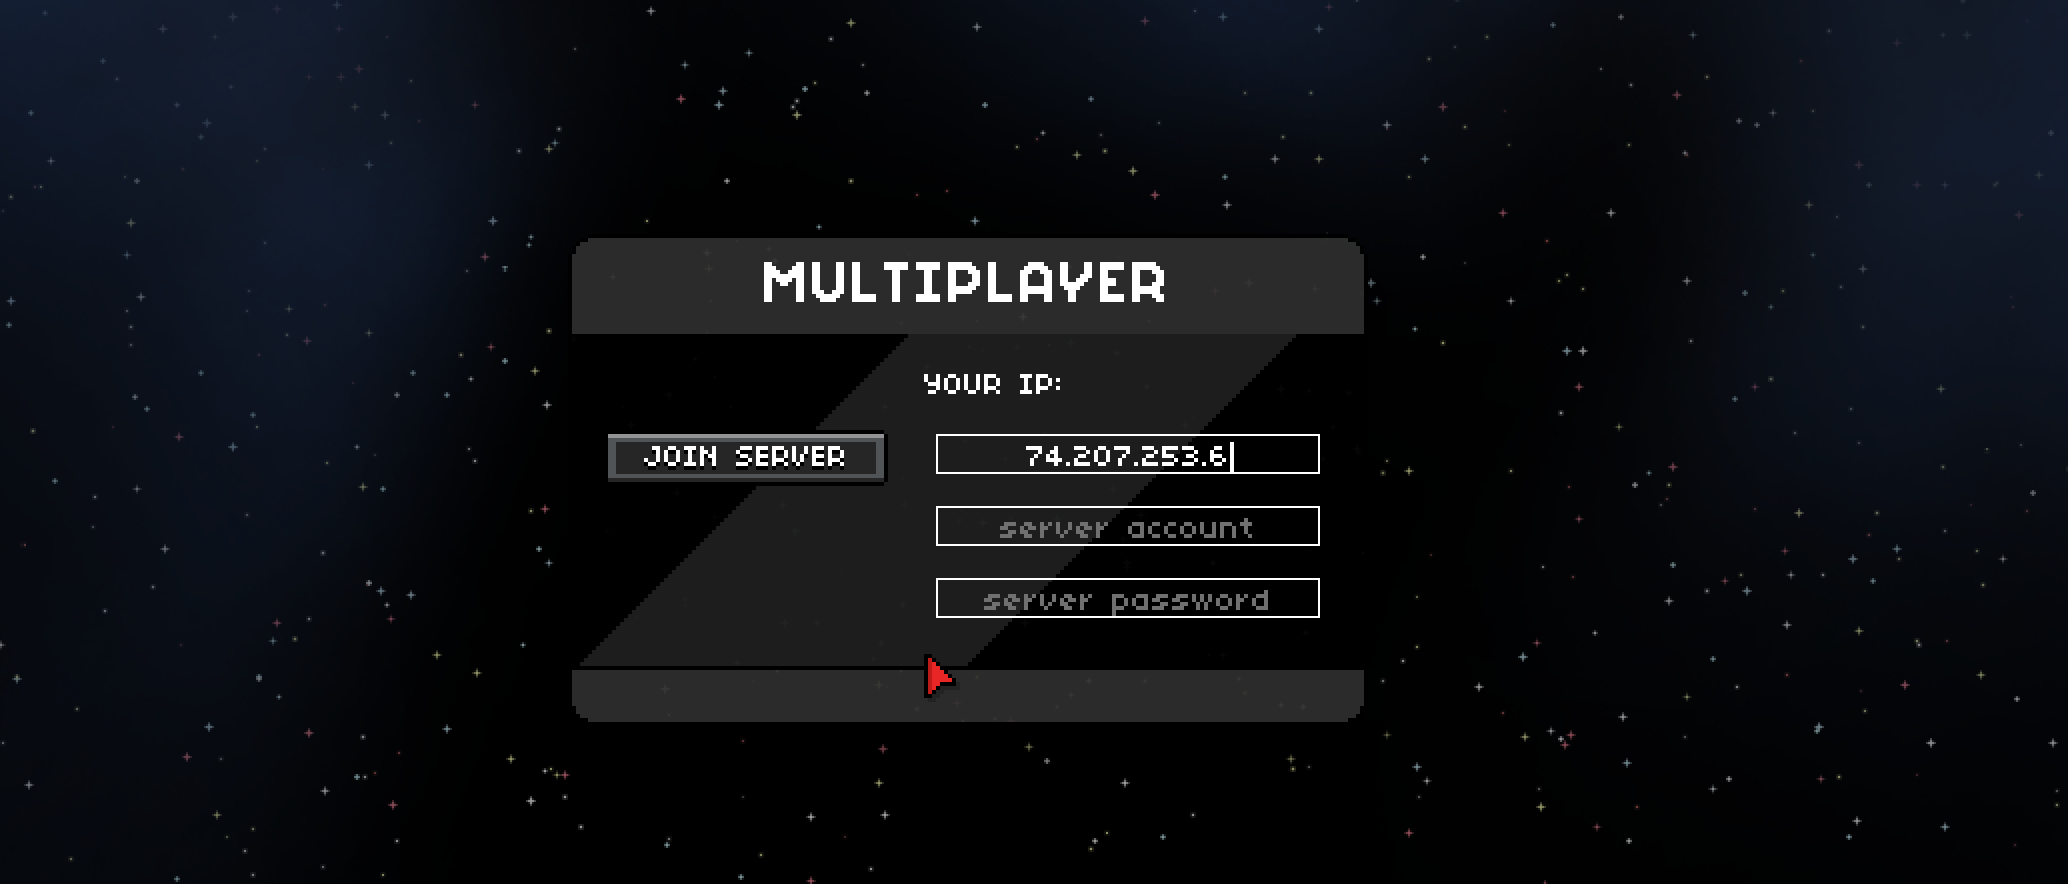 MULTIPLAYER
YOUR IP:
JOIN SERVER
74.207.253.6
server account
server password